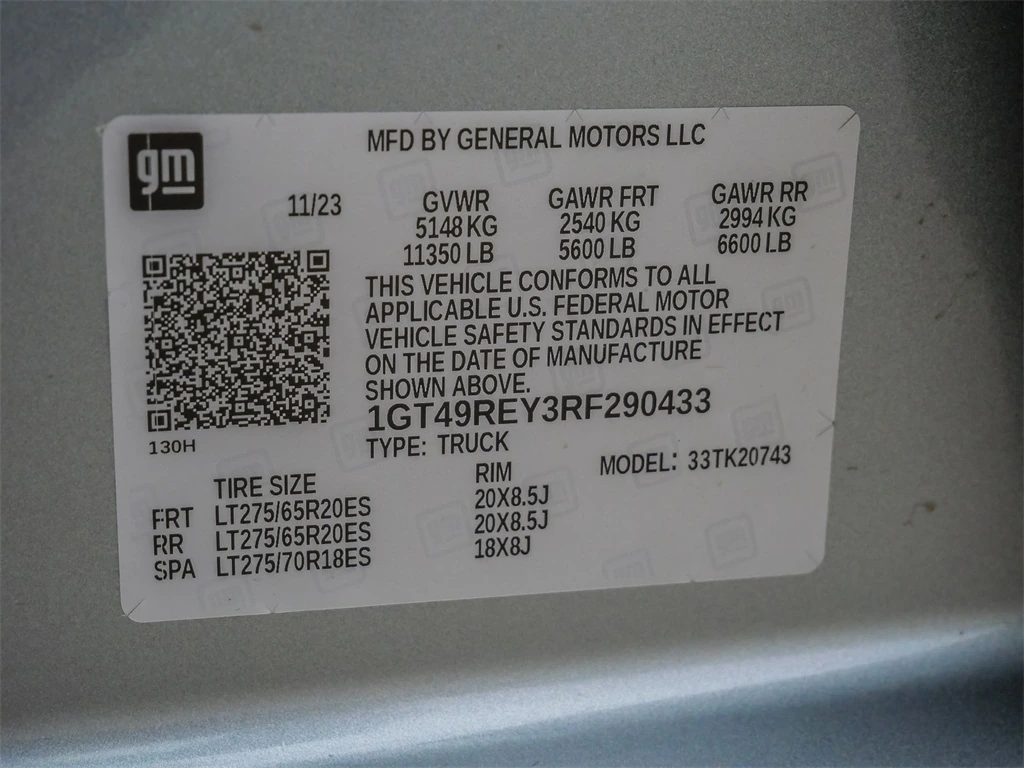 gm
MFD BY GENERAL MOTORS LLC
11/23 GVWR GAWR FRT GAWR RR
5148 KG 2540 KG 2994 KG
11350 LB 5600 LB 6600 LB
THIS VEHICLE CONFORMS TO ALL
APPLICABLE U.S. FEDERAL MOTOR
VEHICLE SAFETY STANDARDS IN EFFECT
ON THE DATE OF MANUFACTURE
SHOWN ABOVE.
1GT49REY3RF290433
130H
TYPE: TRUCK
MODEL: 33TK20743
TIRE SIZE RIM
FRT LT275/65R20ES 20X8.5J
RR LT275/65R20ES 20X8.5J
SPA LT275/70R18ES 18X8J